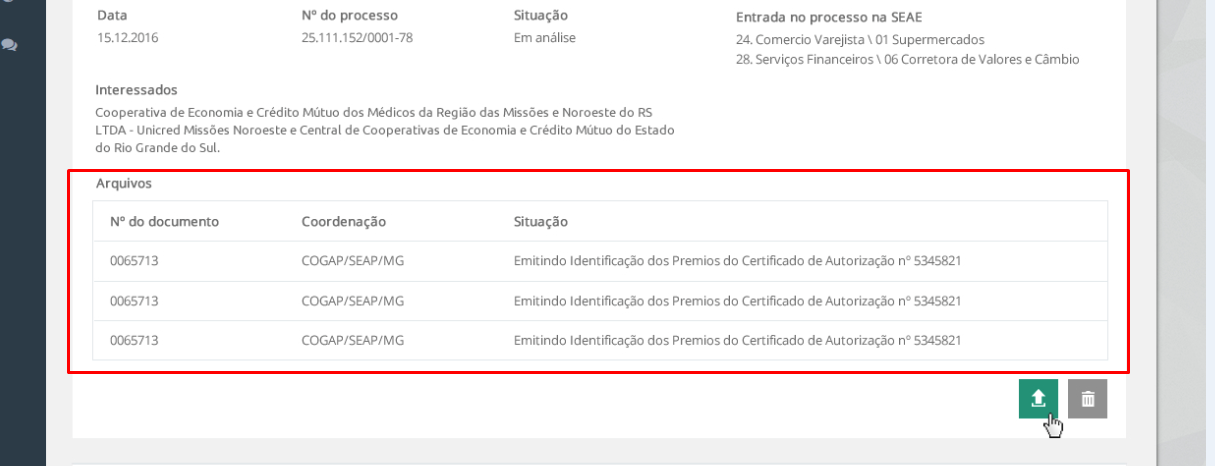 Data Nº do processo Situação Entrada no processo na SEAE
15.12.2016 25.111.152/0001-78 Em análise 24. Comercio Varejista \ 01 Supermercados
28. Serviços Financeiros \ 06 Corretora de Valores e Câmbio
Interessados
Cooperativa de Economia e Crédito Mútuo dos Médicos da Região das Missões e Noroeste do RS
LTDA - Unicred Missões Noroeste e Central de Cooperativas de Economia e Crédito Mútuo do Estado
do Rio Grande do Sul.
Arquivos
Nº do documento Coordenação Situação
0065713 COGAP/SEAP/MG Emitindo Identificação dos Premios do Certificado de Autorização nº 5345821
0065713 COGAP/SEAP/MG Emitindo Identificação dos Premios do Certificado de Autorização nº 5345821
0065713 COGAP/SEAP/MG Emitindo Identificação dos Premios do Certificado de Autorização nº 5345821